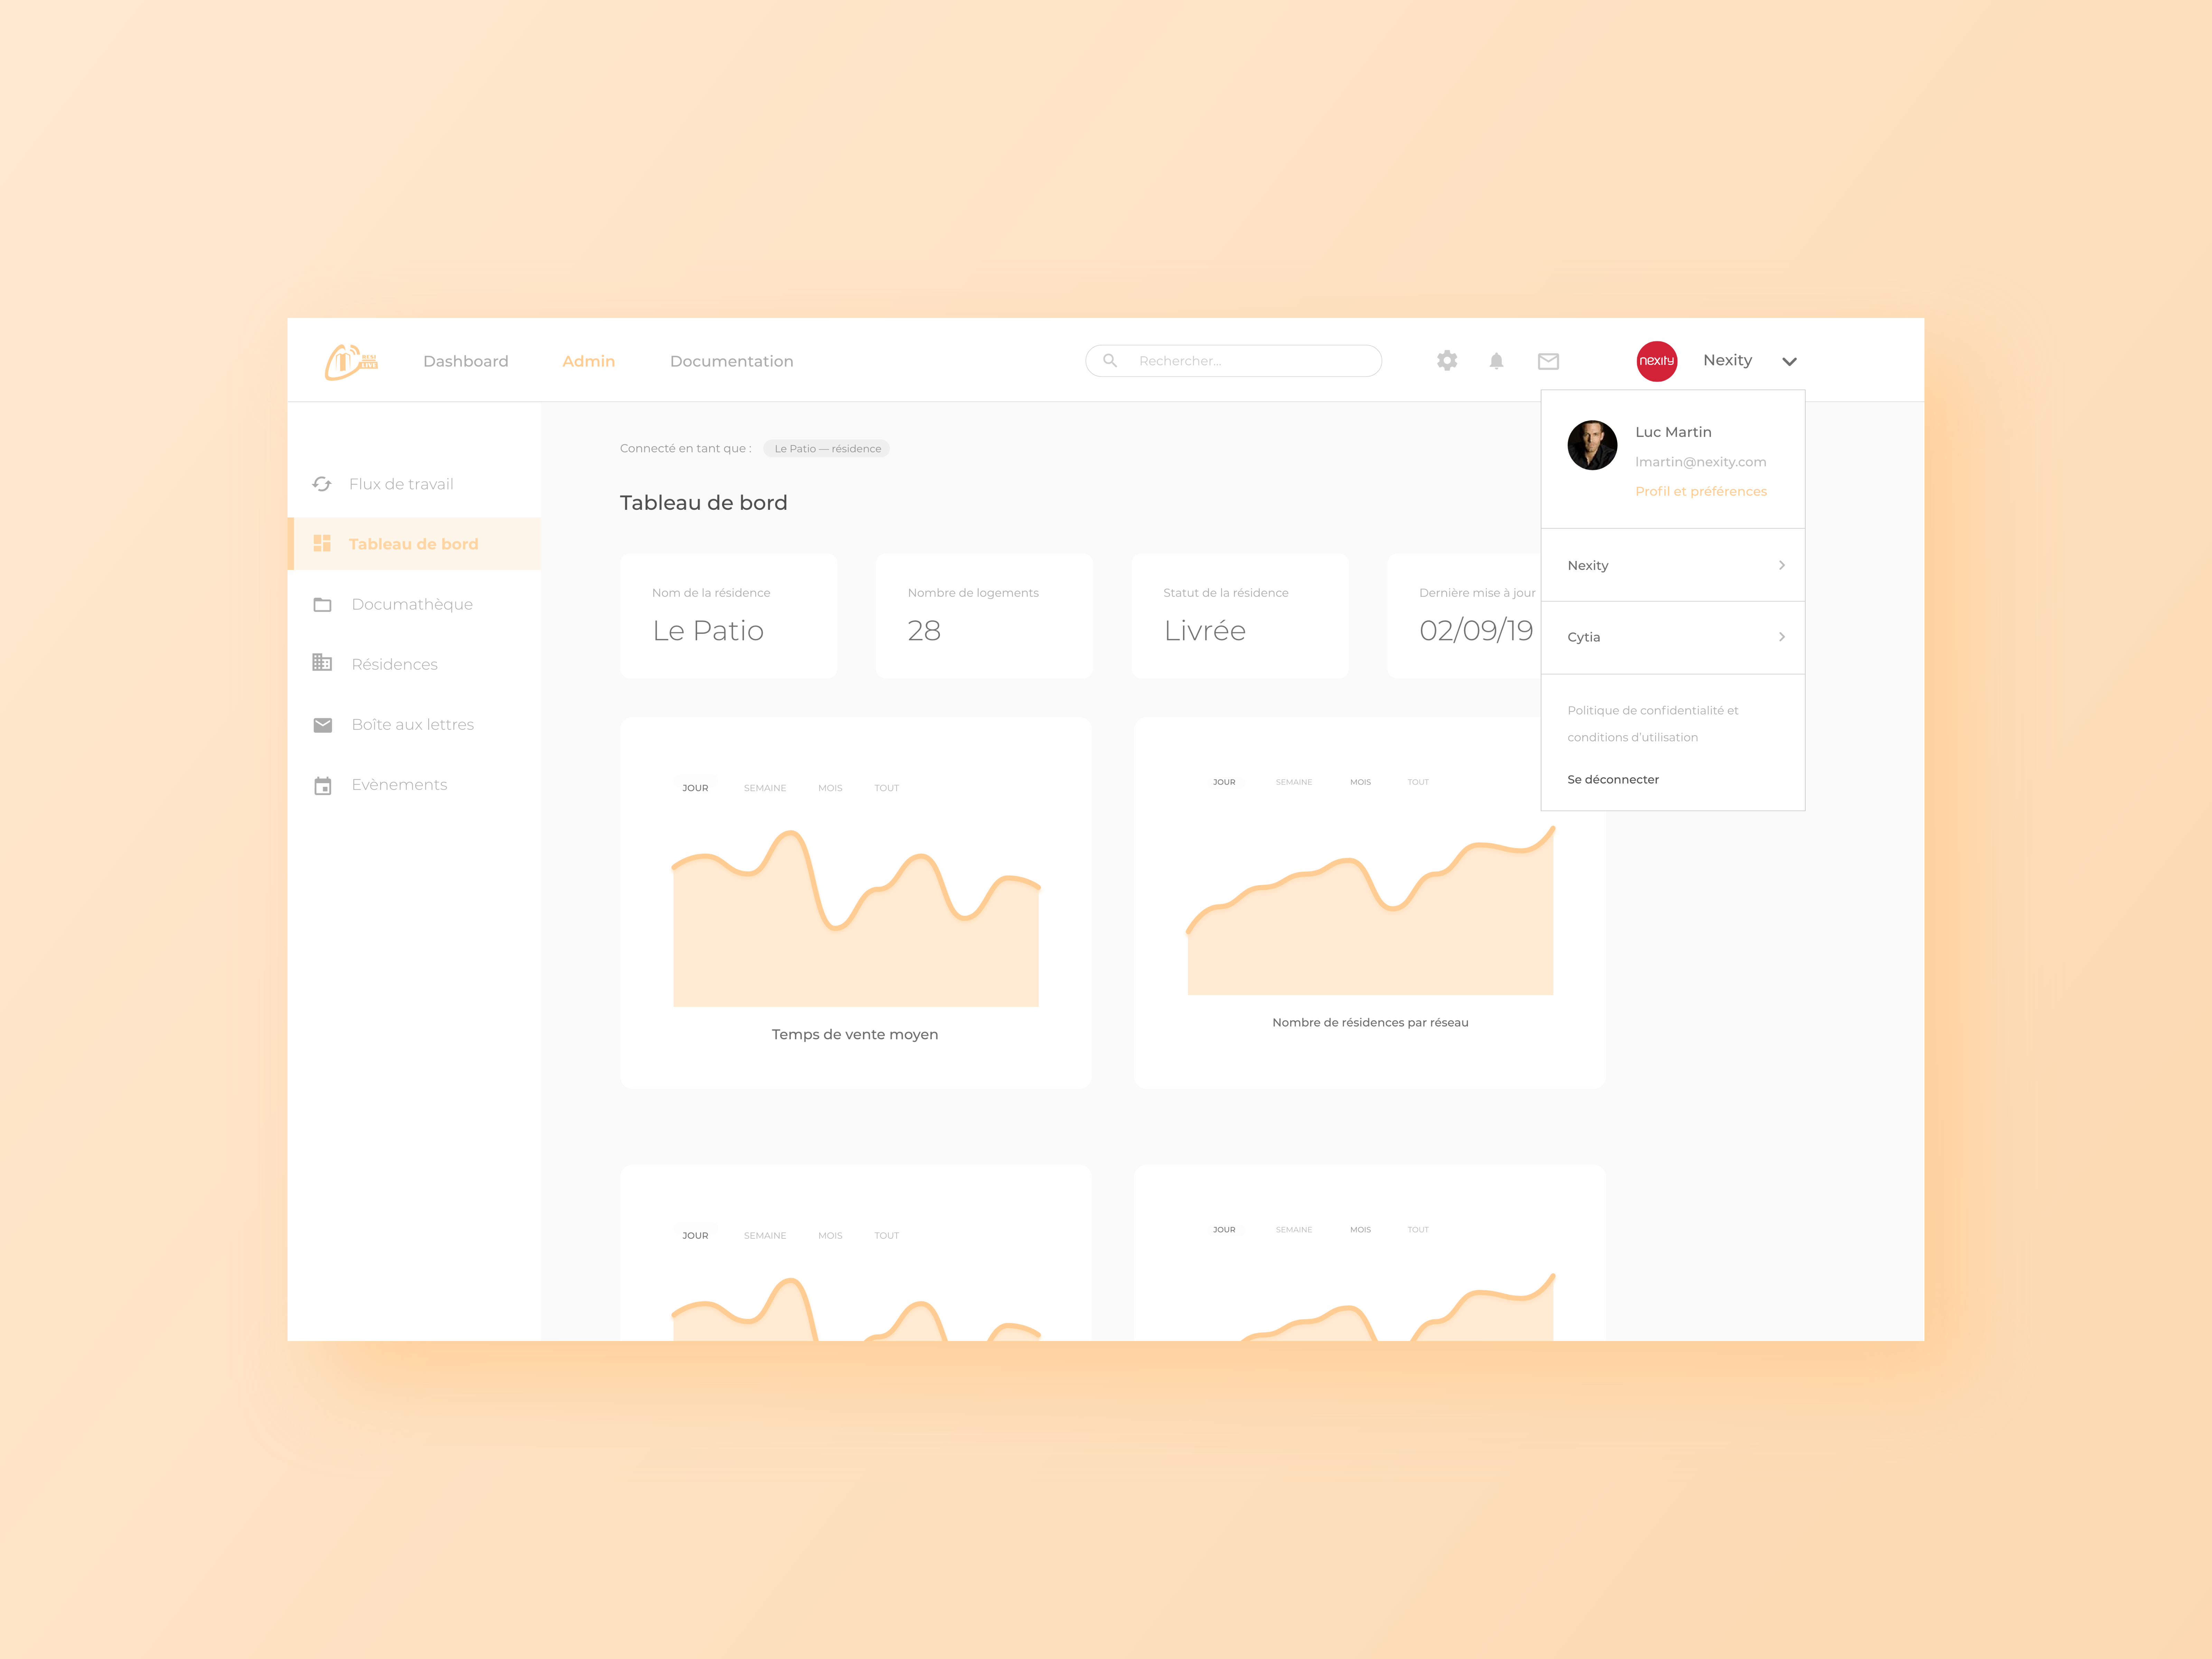 Dashboard
Admin
Documentation
Rechercher...
nexity
Nexity
Luc Martin
lmartin@nexity.com
Profil et préférences
Nexity
Cytia
Politique de confidentialité et
conditions d'utilisation
Se déconnecter
Flux de travail
Tableau de bord
Documathèque
Résidences
Boîte aux lettres
Evènements
Connecté en tant que :
Le Patio — résidence
Tableau de bord
Nom de la résidence
Le Patio
Nombre de logements
28
Statut de la résidence
Livrée
Dernière mise à jour
02/09/19
JOUR SEMAINE MOIS TOUT
Temps de vente moyen
JOUR SEMAINE MOIS TOUT
Nombre de résidences par réseau
JOUR SEMAINE MOIS TOUT
JOUR SEMAINE MOIS TOUT